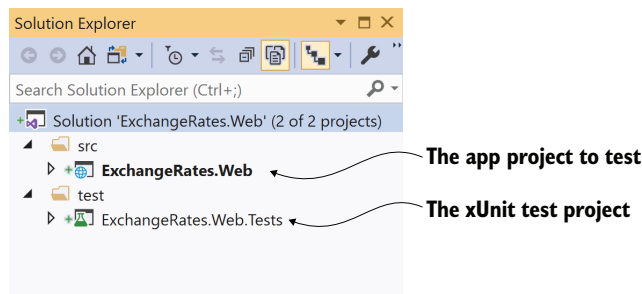 Solution Explorer
Search Solution Explorer (Ctrl+;)
Solution 'ExchangeRates.Web' (2 of 2 projects)
src
ExchangeRates.Web
The app project to test
test
ExchangeRates.Web.Tests
The xUnit test project